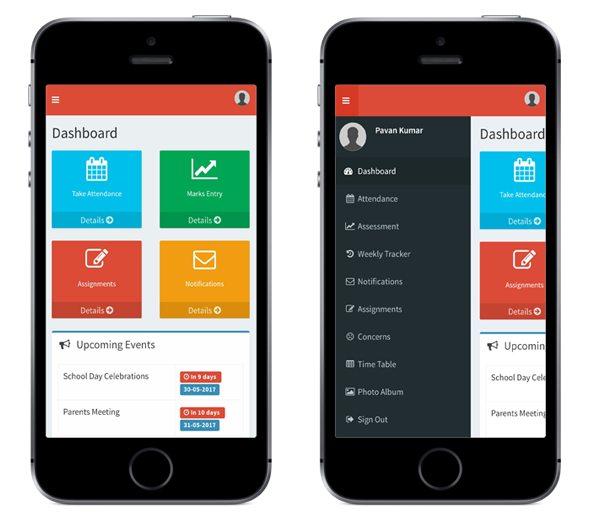 Dashboard
Take Attendance
Details
Marks Entry
Details
Assignments
Details
Notifications
Details
Upcoming Events
School Day Celebrations
In 9 days
30-05-2017
Parents Meeting
In 10 days
31-05-2017
Pavan Kumar
Dashboard
Attendance
Assessment
Weekly Tracker
Notifications
Assignments
Concerns
Time Table
Photo Album
Sign Out
Dashboard
Take Attendanc
Details
Assignments
Details
Upcomin
School Day Cele
Parents Meeting